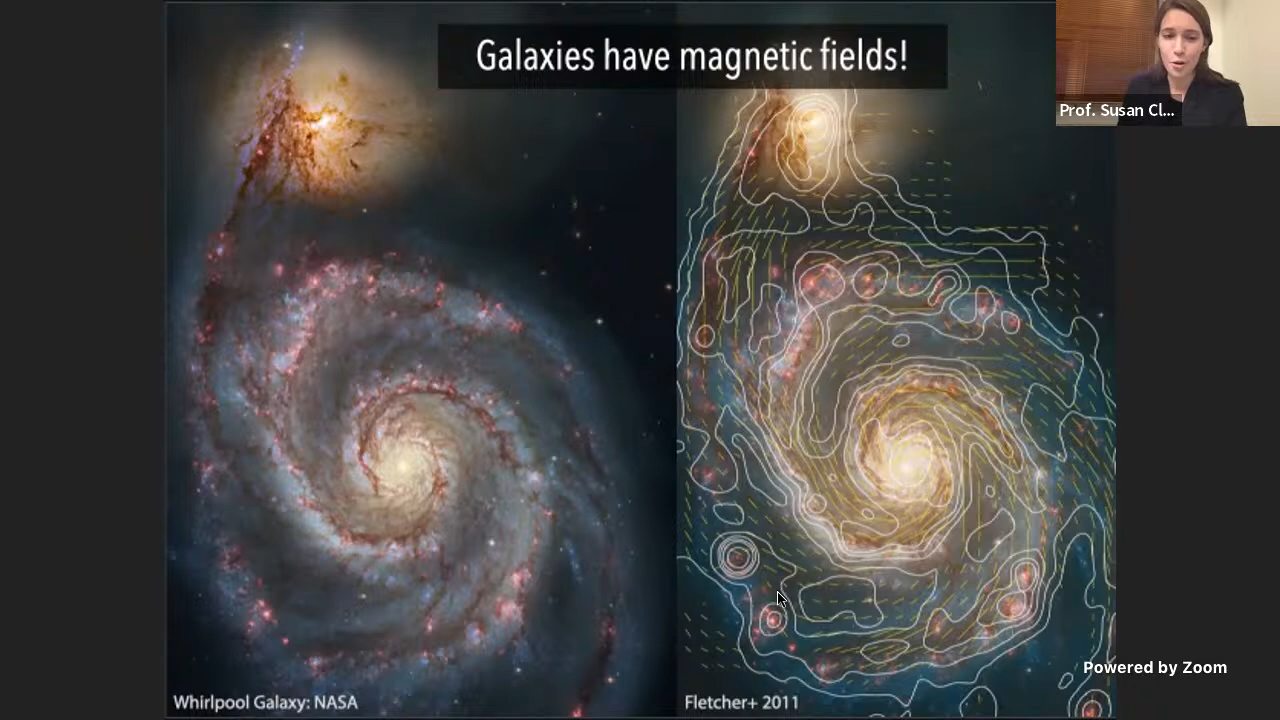 Galaxies have magnetic fields!
Prof. Susan Cl...
Powered by Zoom
Whirlpool Galaxy: NASA
Fletcher+ 2011